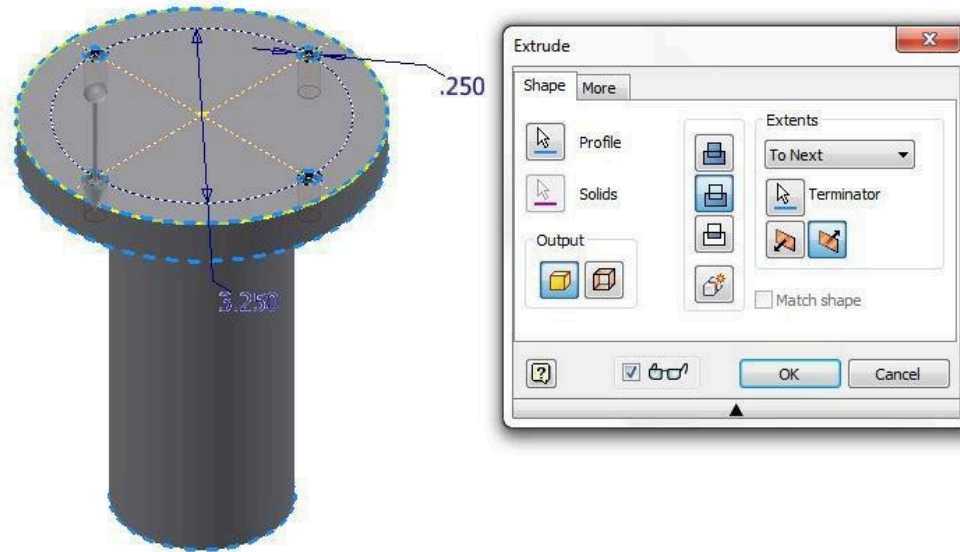 .250
3.250
Extrude
Shape
More
Profile
Solids
Output
Extents
To Next
Terminator
Match shape
?
OK
Cancel